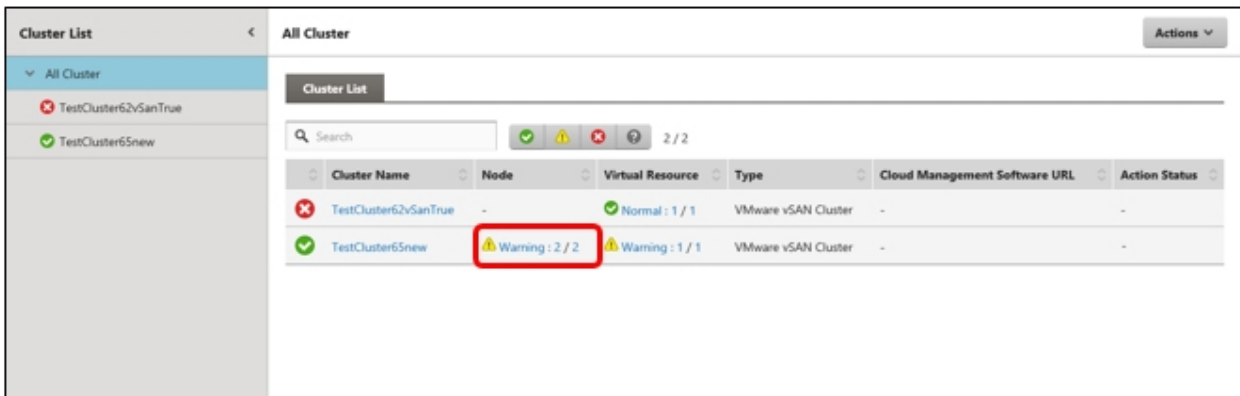 Cluster List
All Cluster
Actions
All Cluster
TestCluster62vSanTrue
TestCluster65new
Cluster List
Search
2 / 2
Cluster Name Node Virtual Resource Type Cloud Management Software URL Action Status
TestCluster62vSanTrue - Normal : 1 / 1 VMware vSAN Cluster - -
TestCluster65new Warning : 2 / 2 Warning : 1 / 1 VMware vSAN Cluster - -